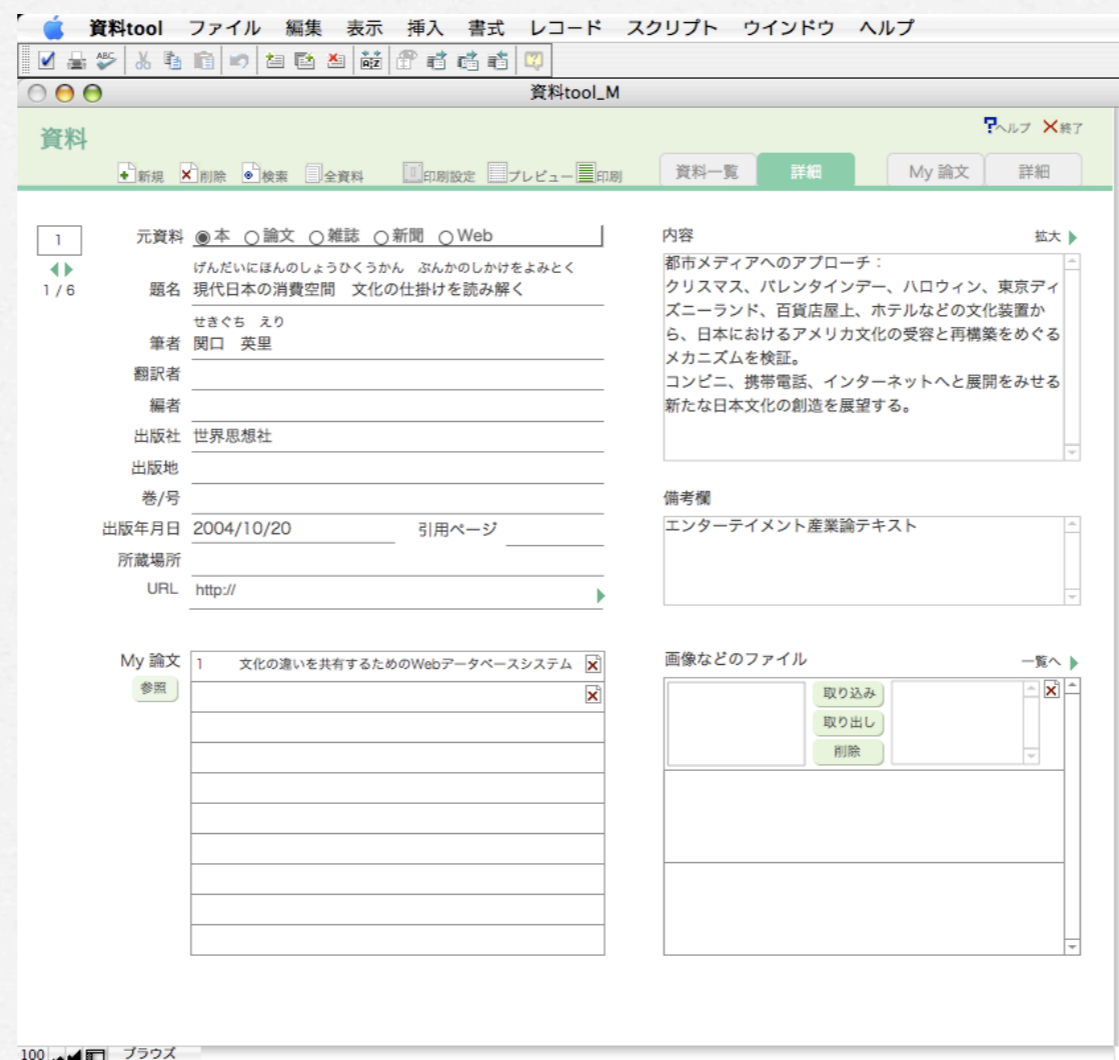 資料tool ファイル 編集 表示 挿入 書式 レコード スクリプト ウインドウ ヘルプ
資料tool_M
資料
?ヘルプ ×終了
新規 削除 検索 全資料 印刷設定 プレビュー 印刷
資料一覧 詳細 My 論文 詳細
1
1 / 6
元資料 本 論文 雑誌 新聞 Web
げんだいにほんのしょうひくうかん ぶんかのしかけをよみとく
題名 現代日本の消費空間 文化の仕掛けを読み解く
せきぐち えり
筆者 関口 英里
翻訳者
編者
出版社 世界思想社
出版地
巻/号
出版年月日 2004/10/20 引用ページ
所蔵場所
URL http://
内容 拡大
都市メディアへのアプローチ：
クリスマス、バレンタインデー、ハロウィン、東京ディ
ズニーランド、百貨店屋上、ホテルなどの文化装置か
ら、日本におけるアメリカ文化の受容と再構築をめぐる
メカニズムを検証。
コンビニ、携帯電話、インターネットへと展開をみせる
新たな日本文化の創造を展望する。
備考欄
エンターテイメント産業論テキスト
My 論文
参照
1 文化の違いを共有するためのWebデータベースシステム
画像などのファイル 一覧へ
取り込み
取り出し
削除
100 ブラウズ